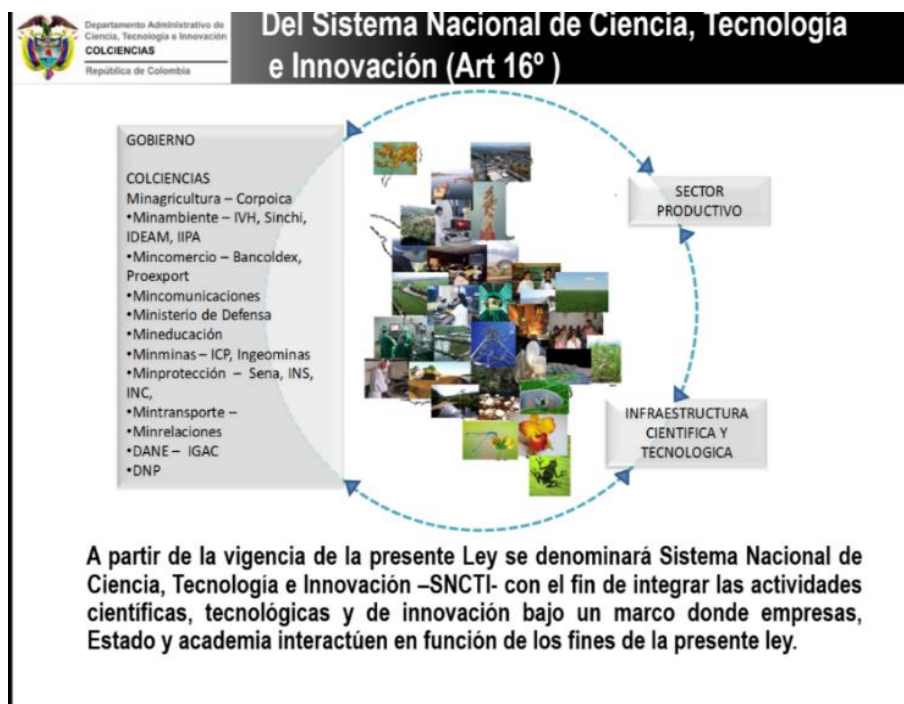 Departamento Administrativo de
Ciencia, Tecnología e Innovación
COLCIENCIAS
República de Colombia
Del Sistema Nacional de Ciencia, Tecnología
e Innovación (Art 16º )
GOBIERNO
COLCIENCIAS
Minagricultura – Corpoica
•Minambiente – IVH, Sinchi,
IDEAM, IIPA
•Mincomercio – Bancoldex,
Proexport
•Mincomunicaciones
•Ministerio de Defensa
•Mineducación
•Minminas – ICP, Ingeominas
•Minprotección – Sena, INS,
INC,
•Mintransporte –
•Minrelaciones
•DANE – IGAC
•DNP
SECTOR
PRODUCTIVO
INFRAESTRUCTURA
CIENTIFICA Y
TECNOLOGICA
A partir de la vigencia de la presente Ley se denominará Sistema Nacional de
Ciencia, Tecnología e Innovación –SNCTI- con el fin de integrar las actividades
científicas, tecnológicas y de innovación bajo un marco donde empresas,
Estado y academia interactúen en función de los fines de la presente ley.